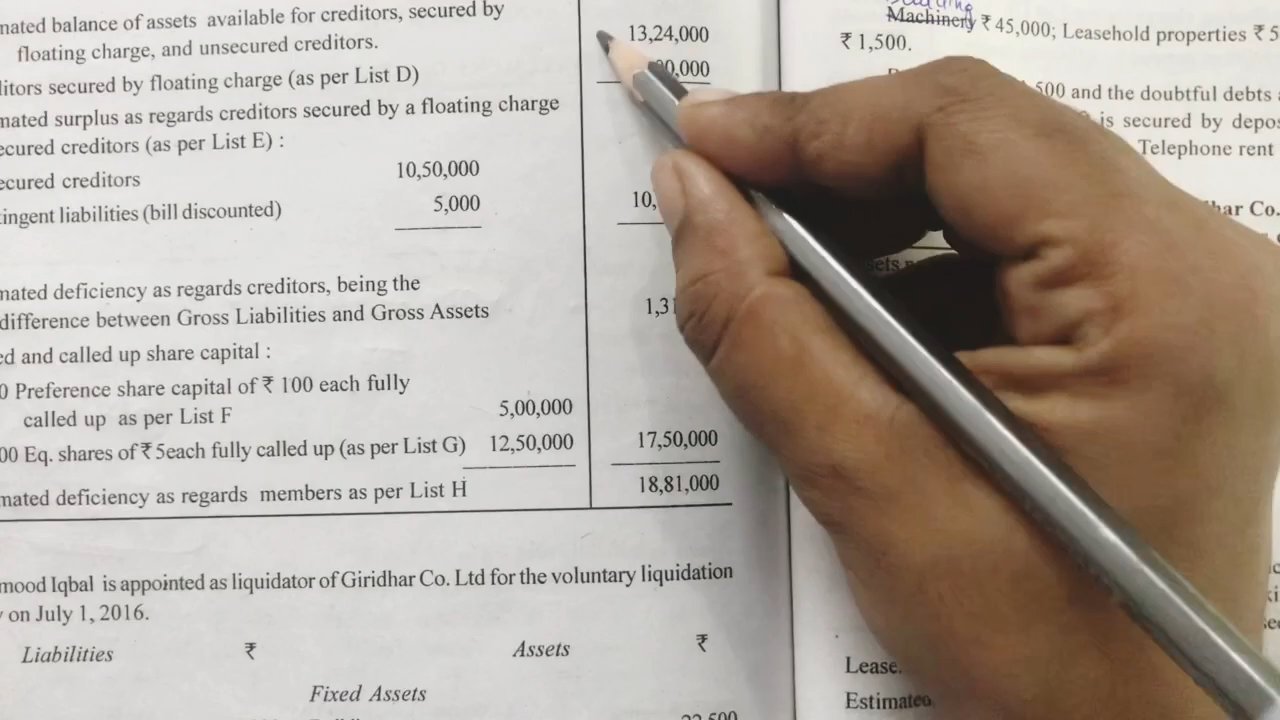 mated balance of assets available for creditors, secured by
floating charge, and unsecured creditors. 13,24,000
litors secured by floating charge (as per List D) 0,000
mated surplus as regards creditors secured by a floating charge
ecured creditors (as per List E) :
ecured creditors 10,50,000
ingent liabilities (bill discounted) 5,000 10,
mated deficiency as regards creditors, being the
difference between Gross Liabilities and Gross Assets 1,31
ed and called up share capital :
0 Preference share capital of ₹ 100 each fully
called up as per List F 5,00,000
00 Eq. shares of ₹ 5each fully called up (as per List G) 12,50,000 17,50,000
mated deficiency as regards members as per List H 18,81,000
mood Iqbal is appointed as liquidator of Giridhar Co. Ltd for the voluntary liquidation
on July 1, 2016.
Liabilities ₹ Assets ₹
Fixed Assets
22,500
Machinery ₹ 45,000; Leasehold properties ₹ 5
₹ 1,500.
500 and the doubtful debts
is secured by depos
Telephone rent
har Co.
Lease
Estimated